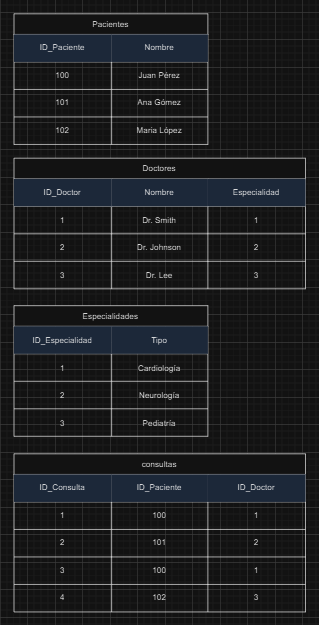 Pacientes
ID_Paciente Nombre
100 Juan Pérez
101 Ana Gómez
102 María López
Doctores
ID_Doctor Nombre Especialidad
1 Dr. Smith 1
2 Dr. Johnson 2
3 Dr. Lee 3
Especialidades
ID_Especialidad Tipo
1 Cardiología
2 Neurología
3 Pediatría
consultas
ID_Consulta ID_Paciente ID_Doctor
1 100 1
2 101 2
3 100 1
4 102 3